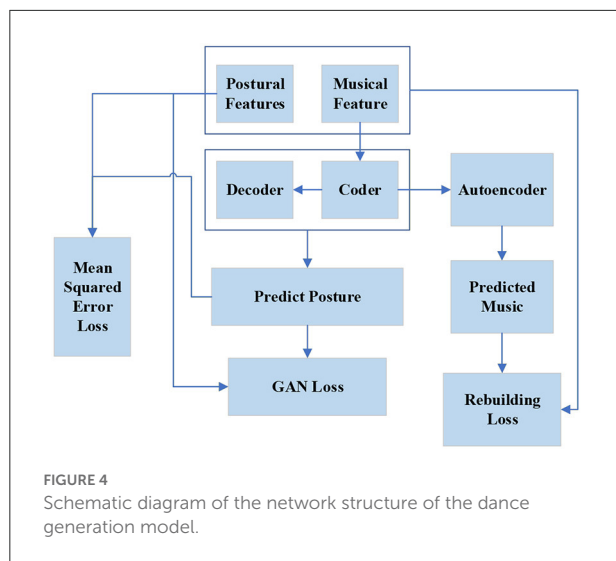 Postural
Features
Musical
Feature
Decoder
Coder
Autoencoder
Mean
Squared
Error
Loss
Predict Posture
Predicted
Music
GAN Loss
Rebuilding
Loss
FIGURE 4
Schematic diagram of the network structure of the dance
generation model.